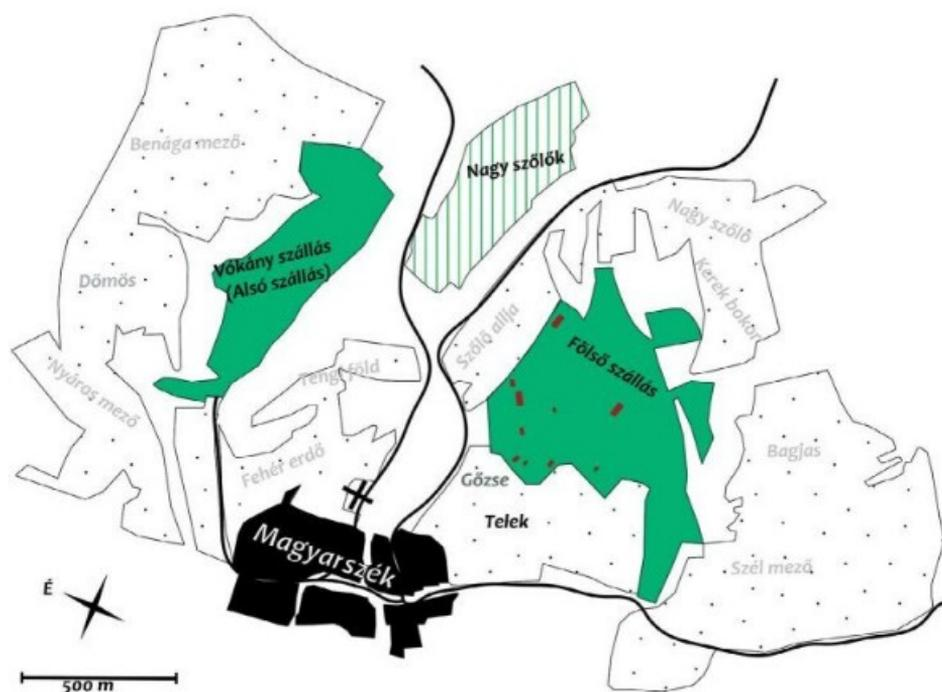 Benága mező
Nagy szőlők
Nagy szőlő
Vőkány szállás
(Alsó szállás)
Dömös
Kerek bokor
Szőlő allja
Fölső szállás
Nyáros mező
Tengeföld
Bagjas
Fehér erdő
Gőzse
Telek
Magyarszék
Szél mező
É
500 m